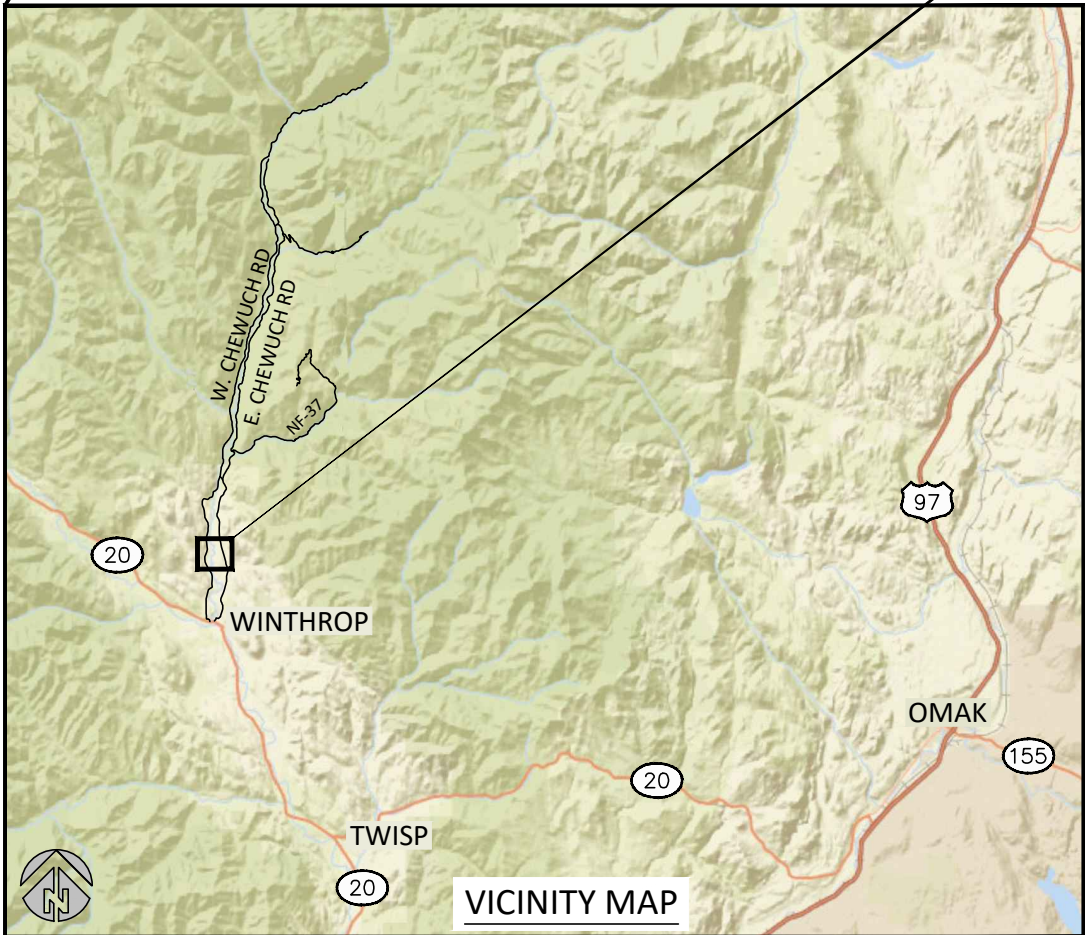 W. CHEWUCH RD
E. CHEWUCH RD
NF-37
97
20
WINTHROP
OMAK
155
20
TWISP
20
VICINITY MAP
N